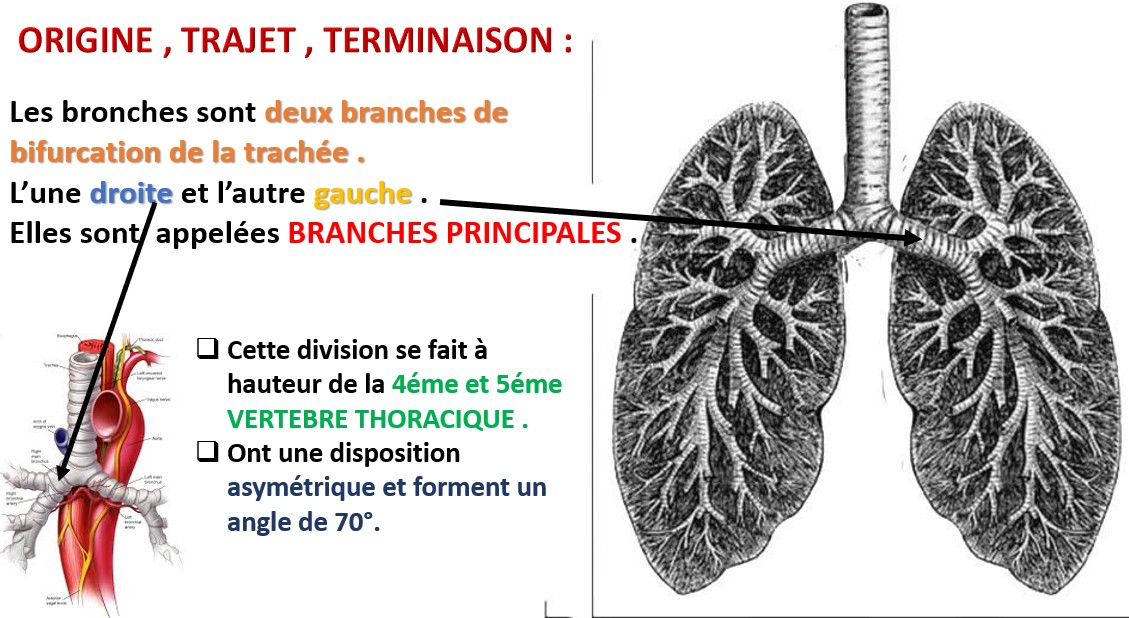 ORIGINE , TRAJET , TERMINAISON :
Les bronches sont deux branches de
bifurcation de la trachée .
L’une droite et l’autre gauche .
Elles sont appelées BRANCHES PRINCIPALES .
Cette division se fait à
hauteur de la 4éme et 5éme
VERTEBRE THORACIQUE .
Ont une disposition
asymétrique et forment un
angle de 70°.
Esophagus
Thoracic duct
Trachea
Left recurrent
laryngeal nerve
Vagus nerve
Arch of
azygos vein
Aorta
Right
main
bronchus
Left main
bronchus
Right
bronchial
artery
Left
bronchial
artery
Anterior